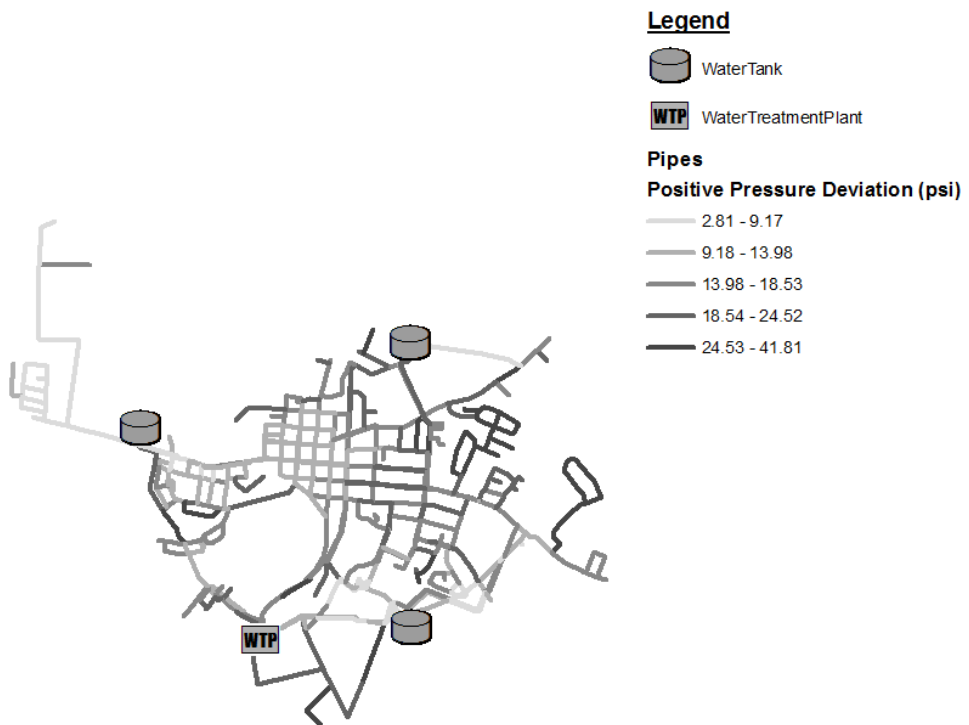 Legend
WaterTank
WTP WaterTreatmentPlant
Pipes
Positive Pressure Deviation (psi)
2.81 - 9.17
9.18 - 13.98
13.98 - 18.53
18.54 - 24.52
24.53 - 41.81
WTP